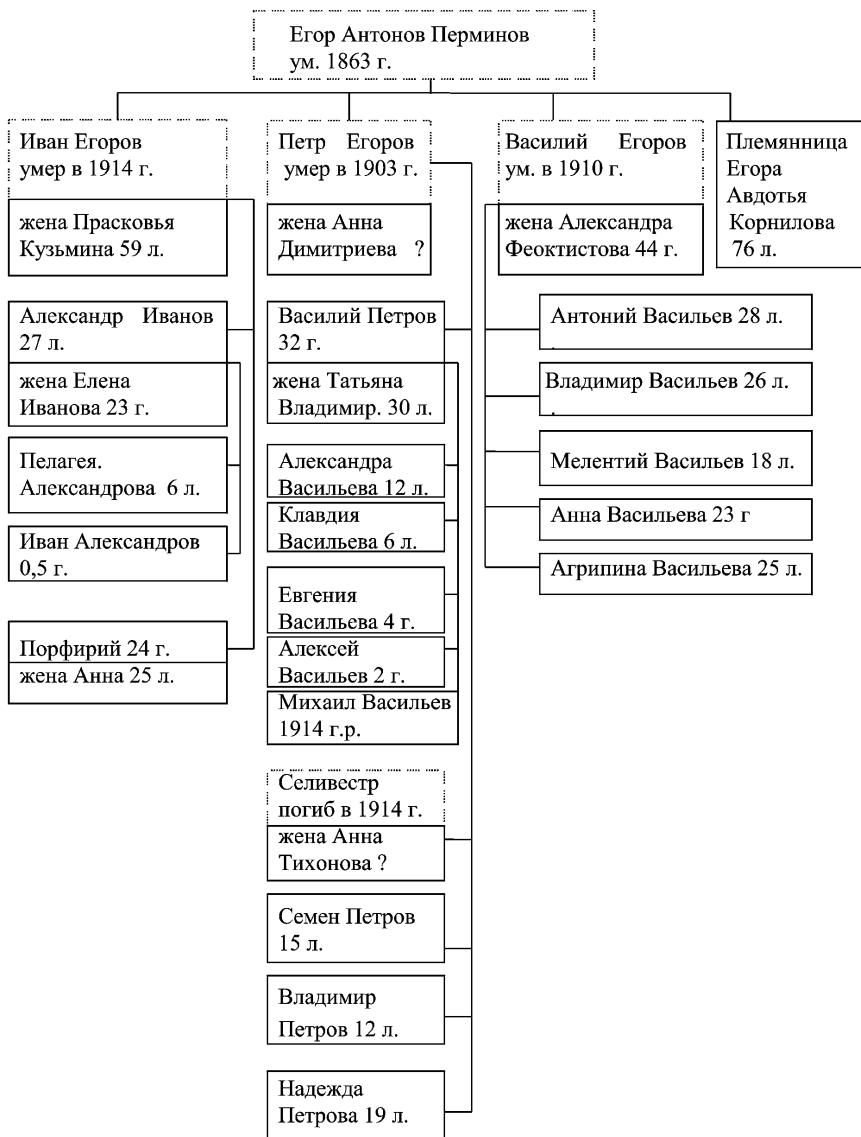 Егор Антонов Перминов
ум. 1863 г.
Иван Егоров
умер в 1914 г.
жена Прасковья
Кузьмина 59 л.
Александр Иванов
27 л.
жена Елена
Иванова 23 г.
Пелагея.
Александрова 6 л.
Иван Александров
0,5 г.
Порфирий 24 г.
жена Анна 25 л.
Петр Егоров
умер в 1903 г.
жена Анна
Димитриева ?
Василий Петров
32 г.
жена Татьяна
Владимир. 30 л.
Александра
Васильева 12 л.
Клавдия
Васильева 6 л.
Евгения
Васильева 4 г.
Алексей
Васильев 2 г.
Михаил Васильев
1914 г.р.
Селивестр
погиб в 1914 г.
жена Анна
Тихонова ?
Семен Петров
15 л.
Владимир
Петров 12 л.
Надежда
Петрова 19 л.
Василий Егоров
ум. в 1910 г.
жена Александра
Феоктистова 44 г.
Антоний Васильев 28 л.
.
Владимир Васильев 26 л.
.
Мелентий Васильев 18 л.
Анна Васильева 23 г
Агрипина Васильева 25 л.
Племянница
Егора
Авдотья
Корнилова
76 л.